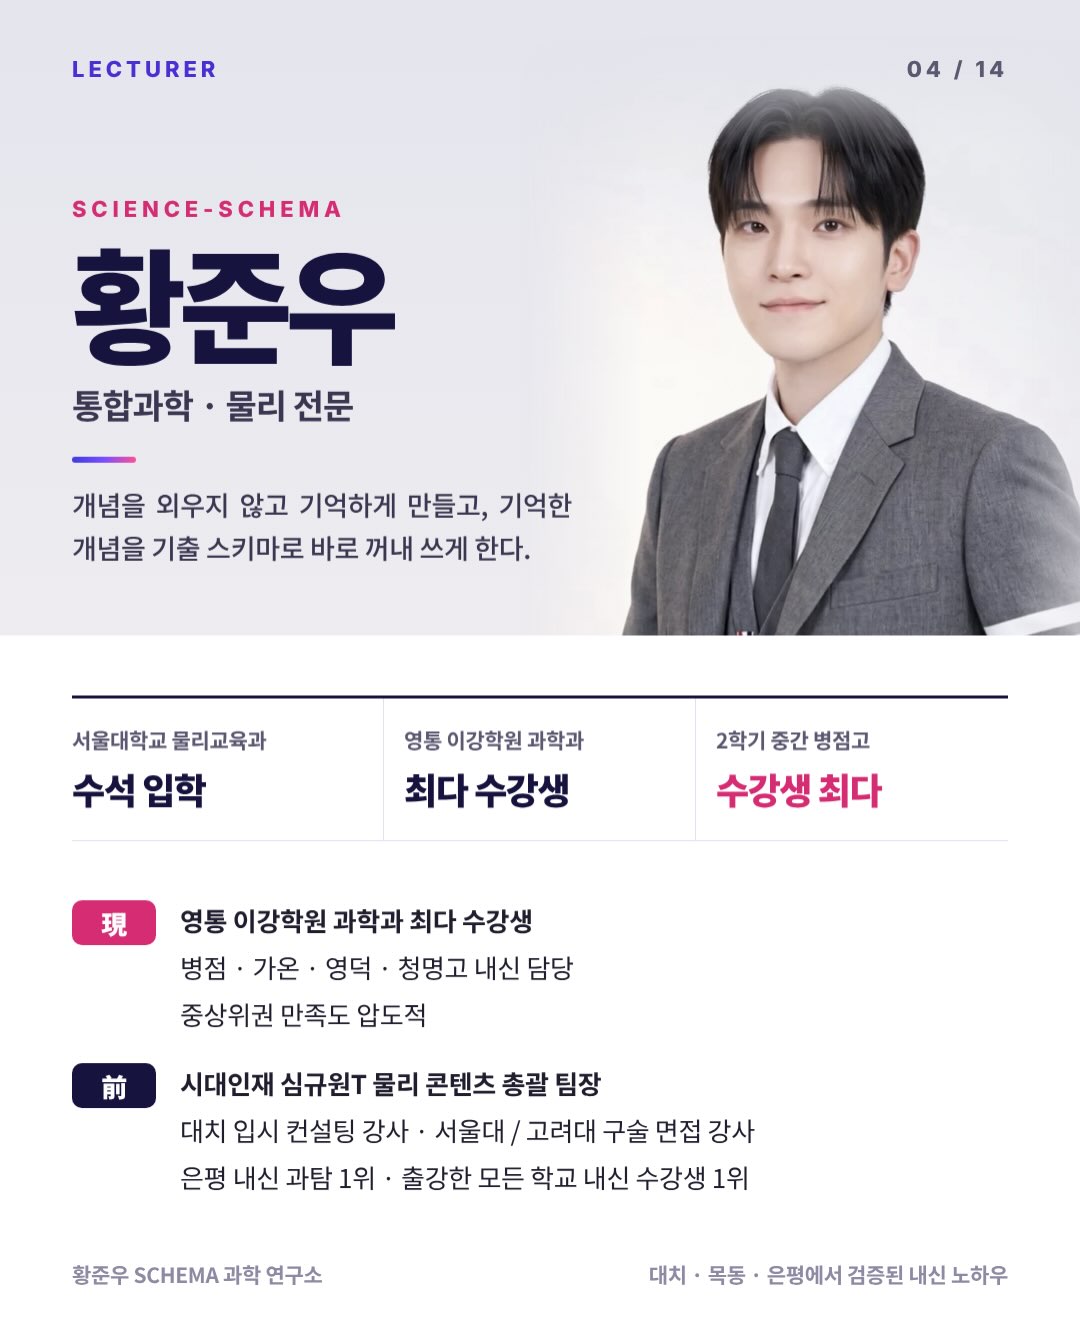 LECTURER
04 / 14
SCIENCE-SCHEMA
황준우
통합과학 · 물리 전문
개념을 외우지 않고 기억하게 만들고, 기억한
개념을 기출 스키마로 바로 꺼내 쓰게 한다.
서울대학교 물리교육과
수석 입학
영통 이강학원 과학과
최다 수강생
2학기 중간 병점고
수강생 최다
現
영통 이강학원 과학과 최다 수강생
병점 · 가온 · 영덕 · 청명고 내신 담당
중상위권 만족도 압도적
前
시대인재 심규원T 물리 콘텐츠 총괄 팀장
대치 입시 컨설팅 강사 · 서울대 / 고려대 구술 면접 강사
은평 내신 과탐 1위 · 출강한 모든 학교 내신 수강생 1위
황준우 SCHEMA 과학 연구소
대치 · 목동 · 은평에서 검증된 내신 노하우